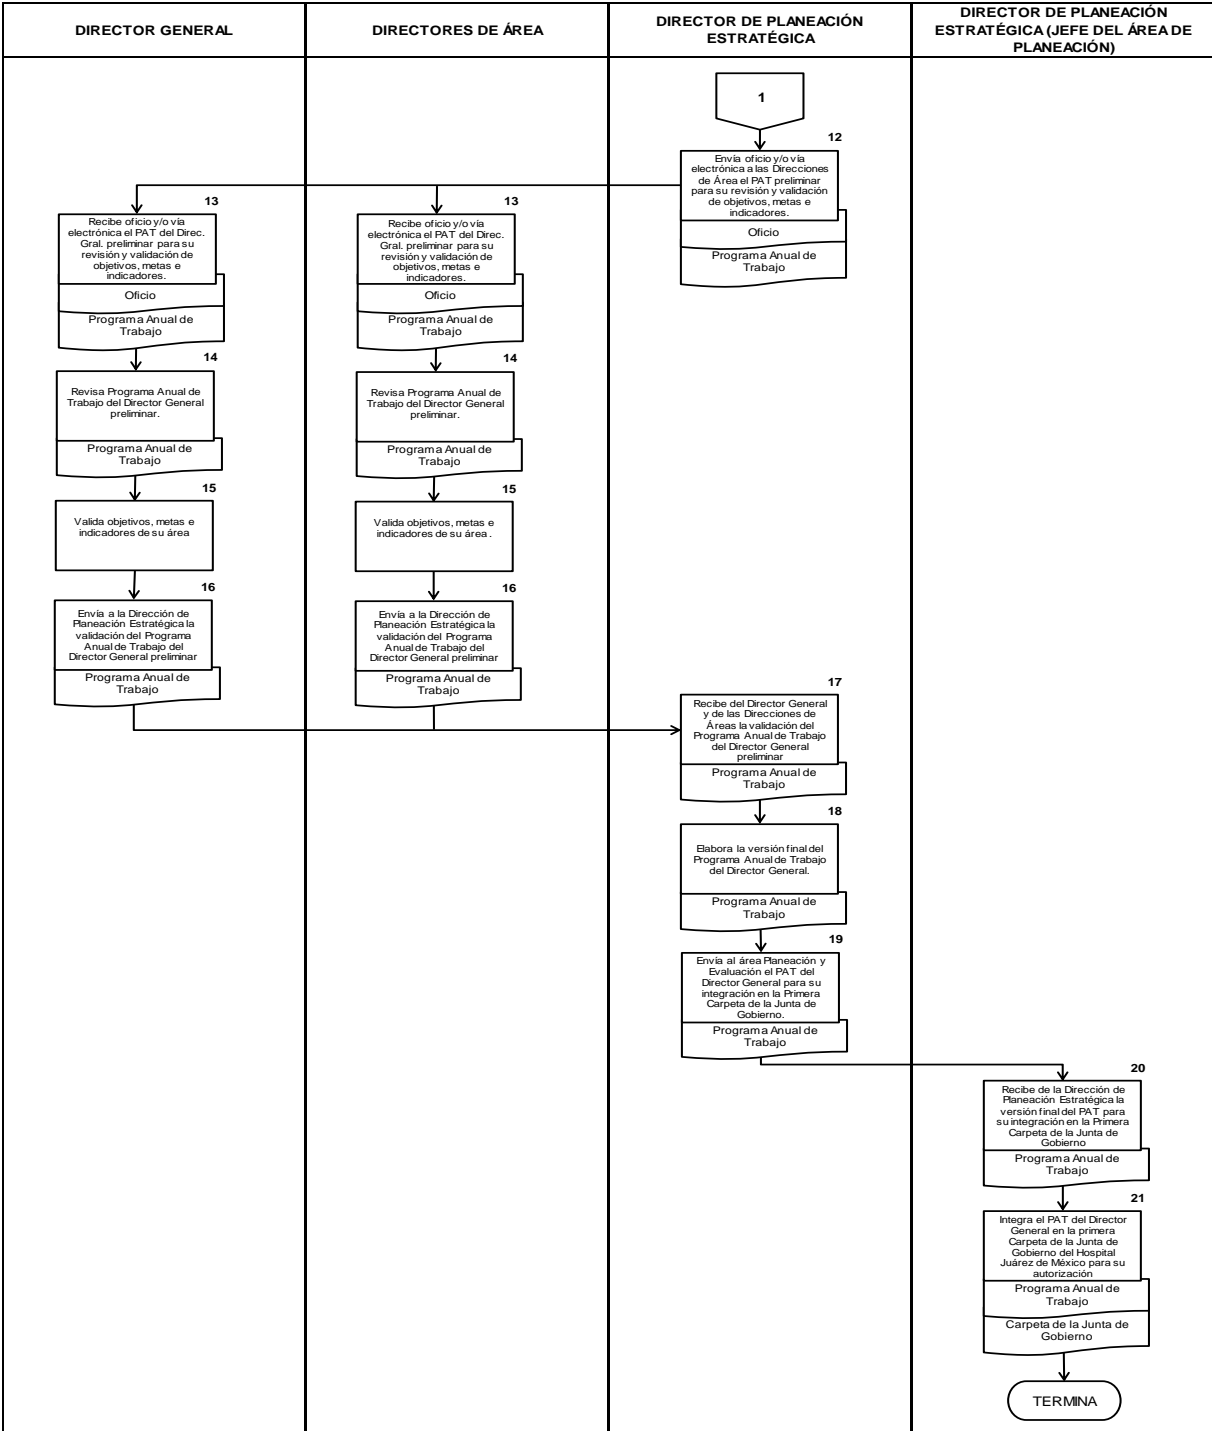 DIRECTOR GENERAL
DIRECTORES DE ÁREA
DIRECTOR DE PLANEACIÓN
ESTRATÉGICA
DIRECTOR DE PLANEACIÓN
ESTRATÉGICA (JEFE DEL ÁREA DE
PLANEACIÓN)
1
12
Envía oficio y/o vía
electrónica a las Direcciones
de Área el PAT preliminar
para su revisión y validación
de objetivos, metas e
indicadores.
Oficio
Programa Anual de
Trabajo
13
Recibe oficio y/o vía
electrónica el PAT del Direc.
Gral. preliminar para su
revisión y validación de
objetivos, metas e
indicadores.
Oficio
Programa Anual de
Trabajo
13
Recibe oficio y/o vía
electrónica el PAT del Direc.
Gral. preliminar para su
revisión y validación de
objetivos, metas e
indicadores.
Oficio
Programa Anual de
Trabajo
14
Revisa Programa Anual de
Trabajo del Director General
preliminar.
Programa Anual de
Trabajo
14
Revisa Programa Anual de
Trabajo del Director General
preliminar.
Programa Anual de
Trabajo
15
Valida objetivos, metas e
indicadores de su área
15
Valida objetivos, metas e
indicadores de su área .
16
Envía a la Dirección de
Planeación Estratégica la
validación del Programa
Anual de Trabajo del
Director General preliminar
Programa Anual de
Trabajo
16
Envía a la Dirección de
Planeación Estratégica la
validación del Programa
Anual de Trabajo del
Director General preliminar
Programa Anual de
Trabajo
17
Recibe del Director General
y de las Direcciones de
Áreas la validación del
Programa Anual de Trabajo
del Director General
preliminar
Programa Anual de
Trabajo
18
Elabora la versión final del
Programa Anual de Trabajo
del Director General.
Programa Anual de
Trabajo
19
Envía al área Planeación y
Evaluación el PAT del
Director General para su
integración en la Primera
Carpeta de la Junta de
Gobierno.
Programa Anual de
Trabajo
20
Recibe de la Dirección de
Planeación Estratégica la
versión final del PAT para
su integración en la Primera
Carpeta de la Junta de
Gobierno
Programa Anual de
Trabajo
21
Integra el PAT del Director
General en la primera
Carpeta de la Junta de
Gobierno del Hospital
Juárez de México para su
autorización
Programa Anual de
Trabajo
Carpeta de la Junta de
Gobierno
TERMINA